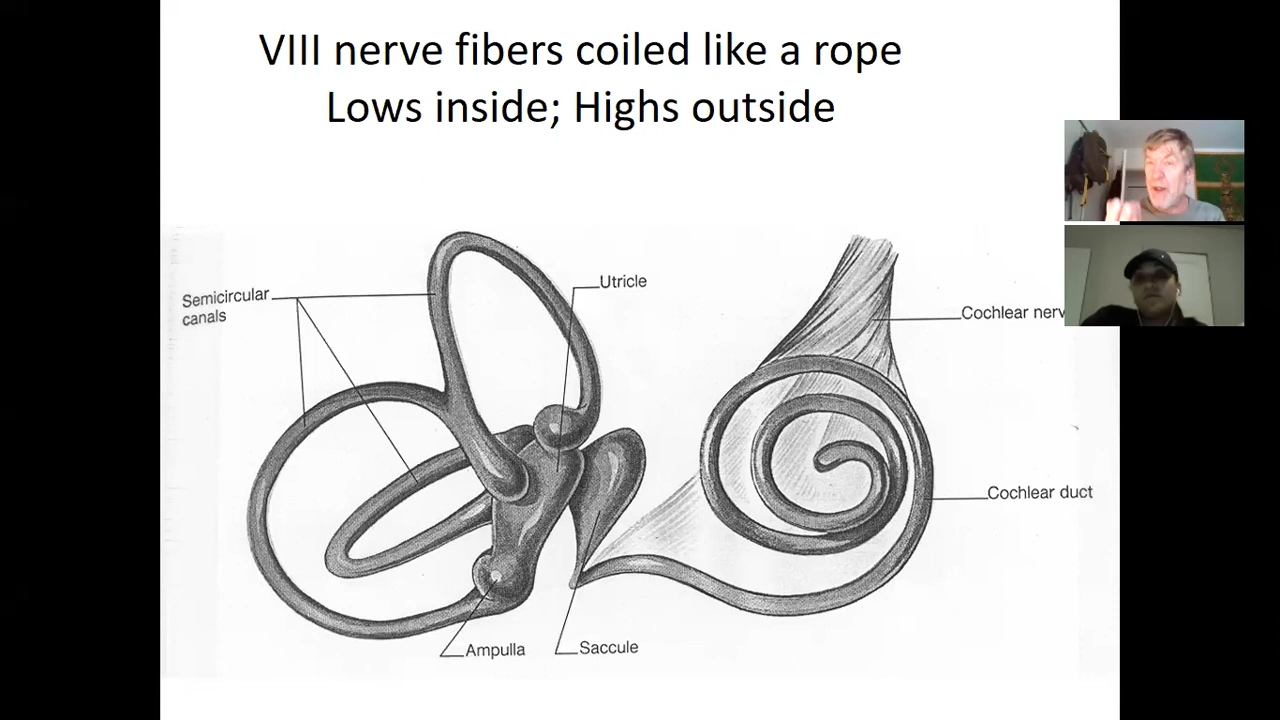 VIII nerve fibers coiled like a rope
Lows inside; Highs outside
Semicircular
canals
Utricle
Cochlear nerv
Cochlear duct
Ampulla
Saccule